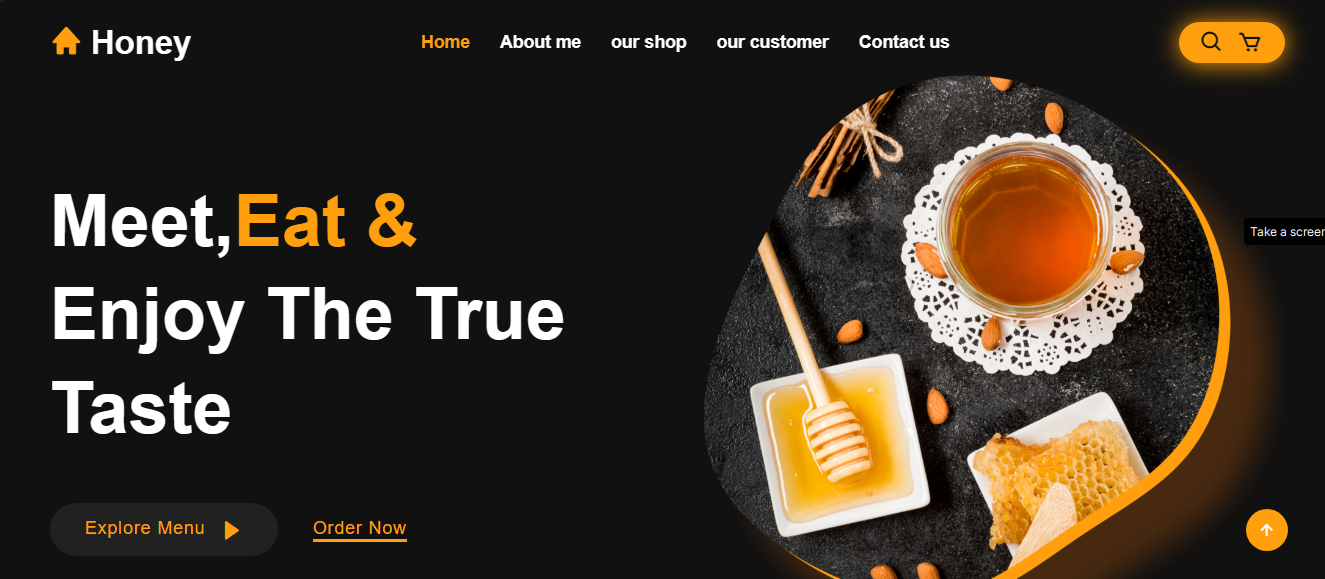 Honey
Home About me our shop our customer Contact us
Take a screer
Meet,Eat &
Enjoy The True
Taste
Explore Menu
Order Now